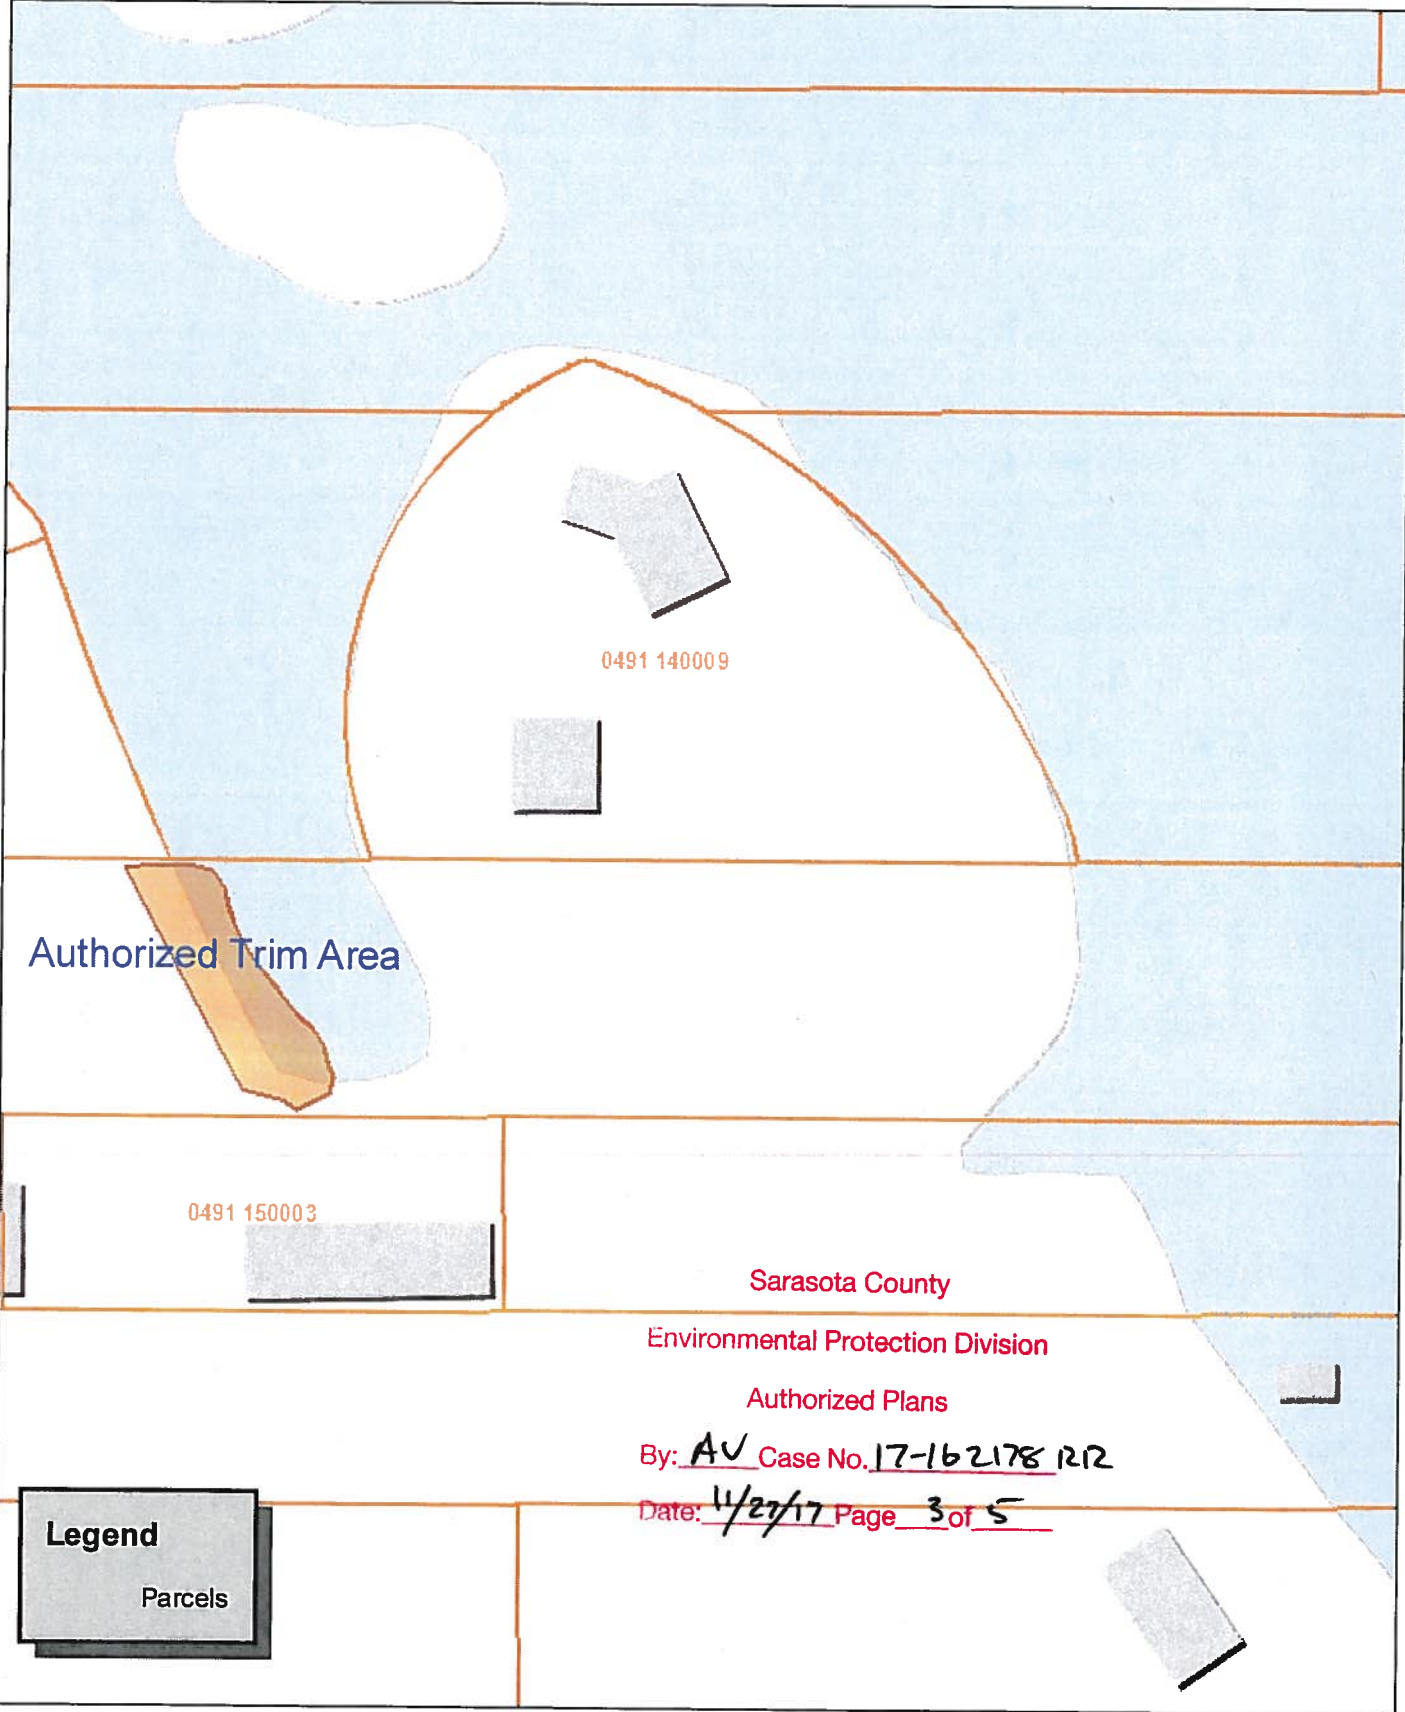 0491 140009
Authorized Trim Area
0491 150003
Sarasota County
Environmental Protection Division
Authorized Plans
By: AV Case No. 17-162178 RR
Date: 11/27/17 Page 3 of 5
Legend
Parcels